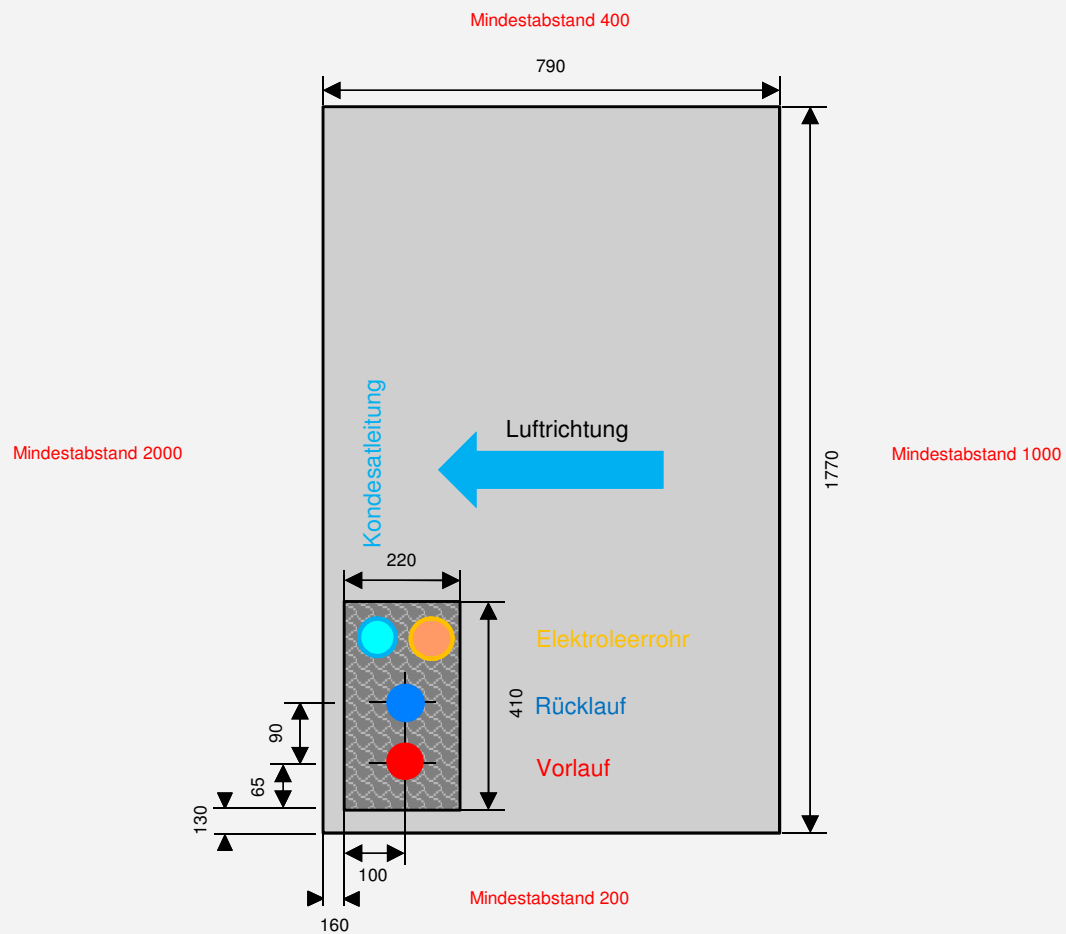 Mindestabstand 400
790
Kondesatleitung
Luftrichtung
Mindestabstand 2000
Mindestabstand 1000
1770
220
Elektroleerrohr
410
Rücklauf
90
Vorlauf
65
130
100
Mindestabstand 200
160